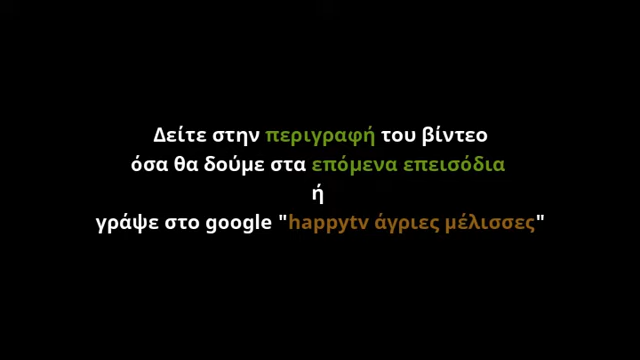 Δείτε στην περιγραφή του βίντεο
όσα θα δούμε στα επόμενα επεισόδια
ή
γράψε στο google "happytv άγριες μέλισσες"